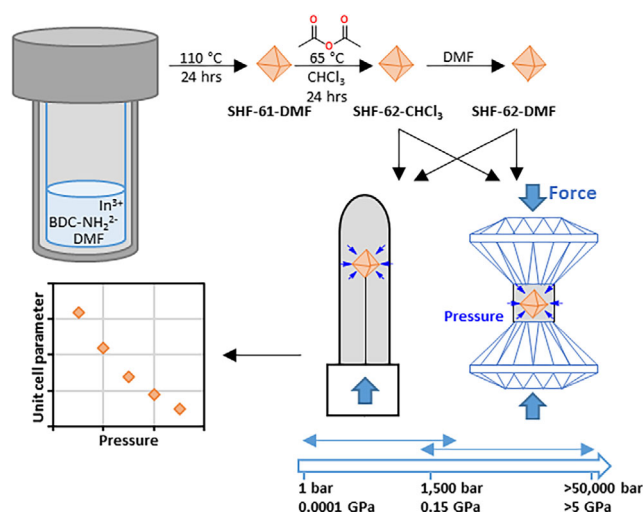 O O
O
110 °C
24 hrs
65 °C
CHCl₃
24 hrs
DMF
SHF-61-DMF
SHF-62-CHCl₃
SHF-62-DMF
In³⁺
BDC-NH₂²⁻
DMF
Force
Pressure
Unit cell parameter
Pressure
1 bar
0.0001 GPa
1,500 bar
0.15 GPa
>50,000 bar
>5 GPa